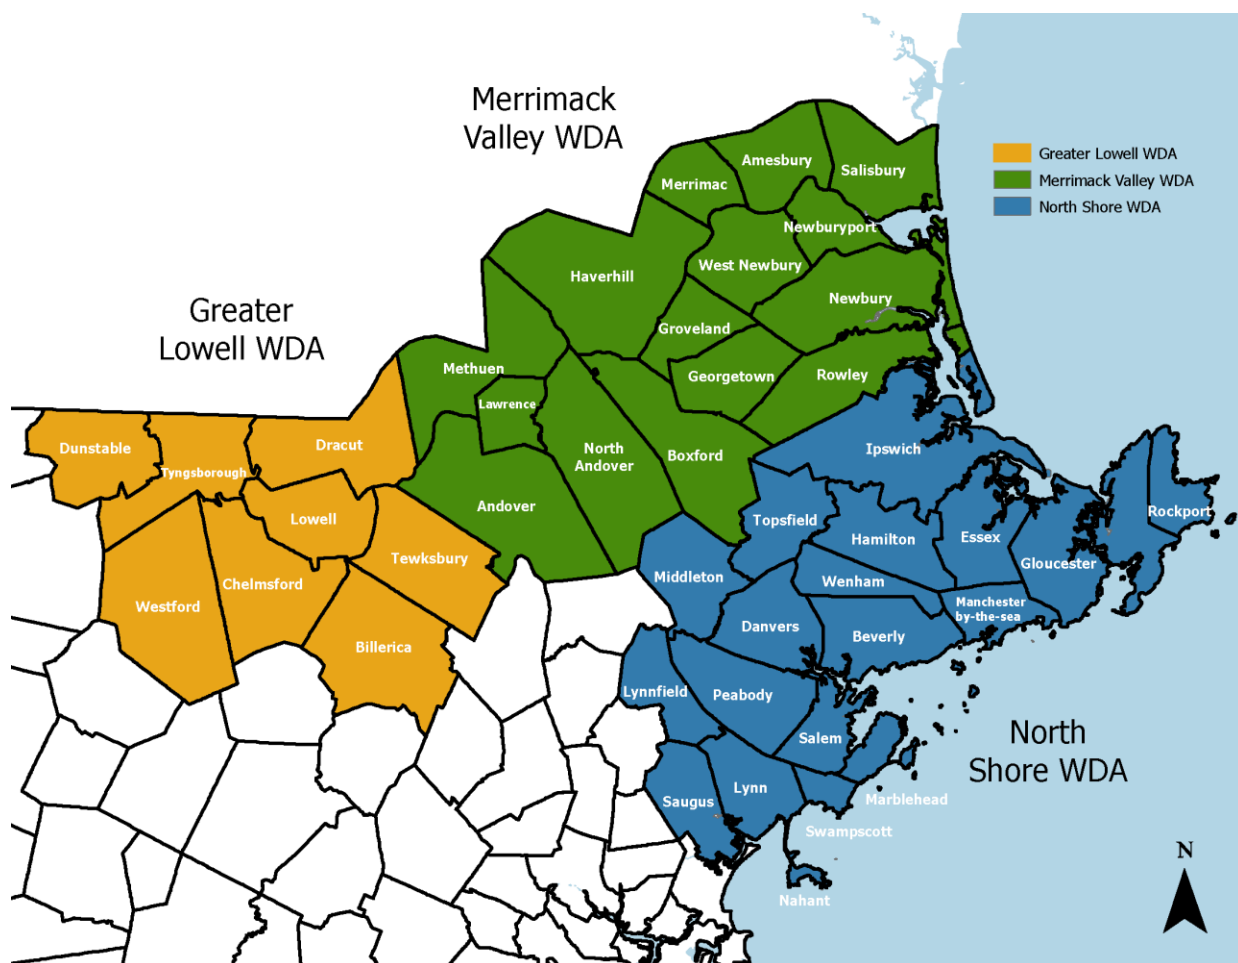 Merrimack
Valley WDA
Greater Lowell WDA
Merrimack Valley WDA
North Shore WDA
Amesbury
Salisbury
Merrimac
Newburyport
West Newbury
Haverhill
Newbury
Greater
Lowell WDA
Groveland
Methuen
Georgetown
Rowley
Lawrence
Dunstable
Dracut
North
Andover
Boxford
Ipswich
Tyngsborough
Andover
Lowell
Topsfield
Rockport
Hamilton
Essex
Tewksbury
Gloucester
Middleton
Chelmsford
Wenham
Westford
Manchester
by-the-sea
Danvers
Beverly
Billerica
Lynnfield
Peabody
North
Shore WDA
Salem
Saugus
Lynn
Marblehead
Swampscott
Nahant
N